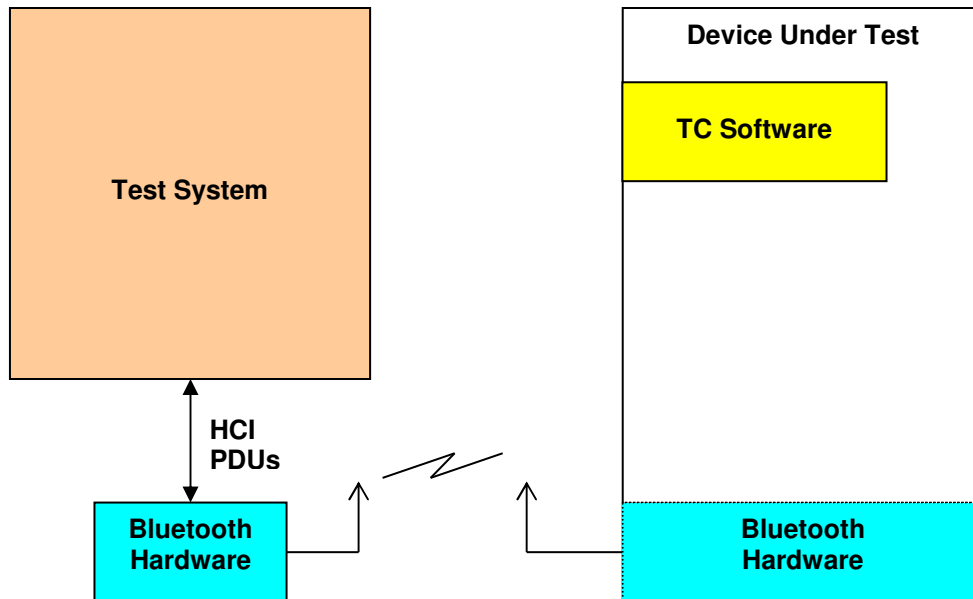 Device Under Test
TC Software
Test System
HCI
PDUs
Bluetooth
Hardware
Bluetooth
Hardware